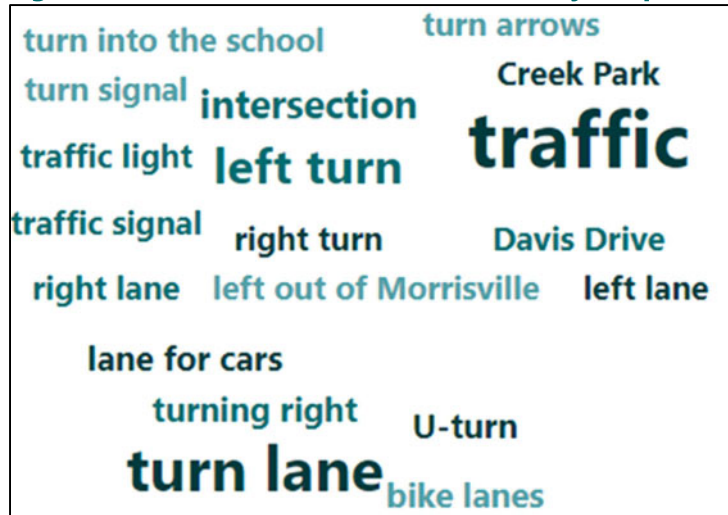 turn into the school
turn arrows
turn signal
intersection
Creek Park
traffic
traffic light
left turn
traffic signal
right turn
Davis Drive
right lane
left out of Morrisville
left lane
lane for cars
turning right
U-turn
turn lane
bike lanes